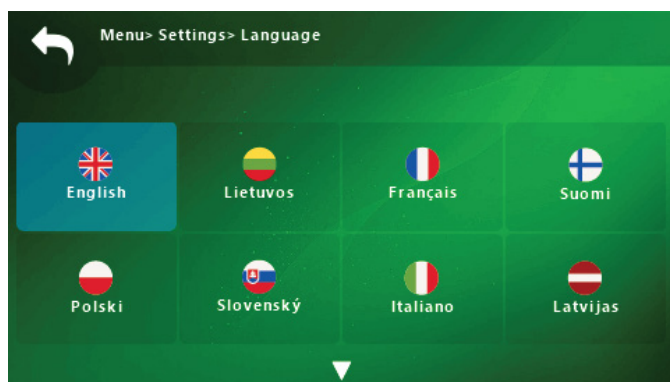 Menu> Settings> Language
English Lietuvos Français Suomi
Polski Slovenský Italiano Latvijas